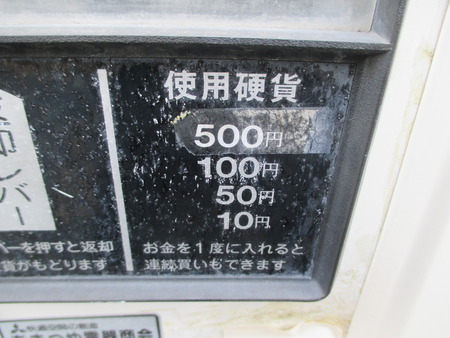 使用硬貨
500円
100円
50円
10円
お金を1度に入れると
連続買いもできます
却レバー
バーを押すと返却
貨がもどります